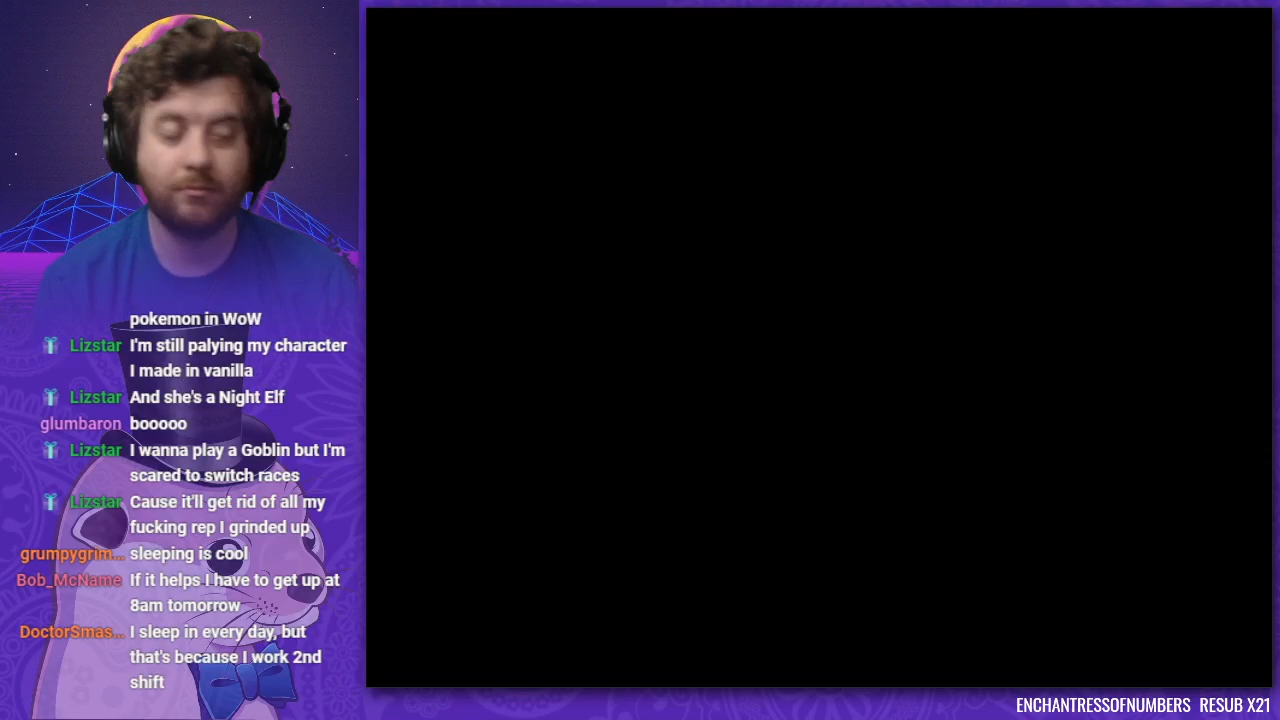 pokemon in WoW
Lizstar I'm still palying my character
I made in vanilla
Lizstar And she's a Night Elf
glumbaron booooo
Lizstar I wanna play a Goblin but I'm
scared to switch races
Lizstar Cause it'll get rid of all my
fucking rep I grinded up
grumpygrim... sleeping is cool
Bob_McName If it helps I have to get up at
8am tomorrow
DoctorSmas... I sleep in every day, but
that's because I work 2nd
shift
ENCHANTRESSOFNUMBERS RESUB X21